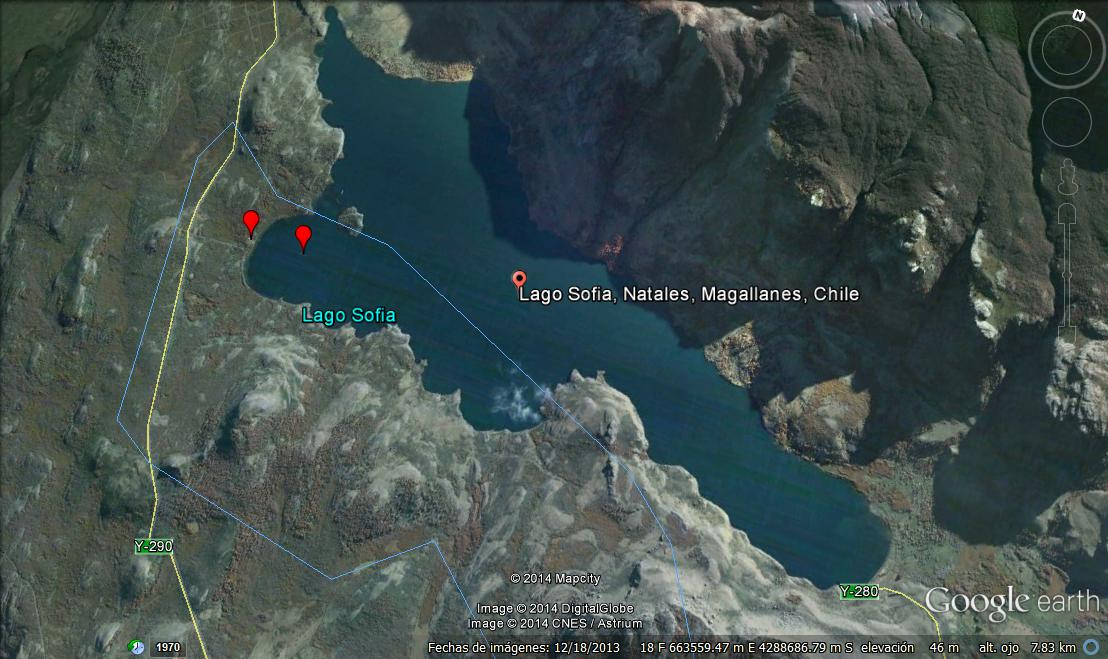 N
Lago Sofia, Natales, Magallanes, Chile
Lago Sofia
Y-290
© 2014 Mapcity
Y-280
Image © 2014 DigitalGlobe
Image © 2014 CNES / Astrium
Google earth
1970
Fechas de imágenes: 12/18/2013 18 F 663559.47 m E 4288686.79 m S elevación 46 m alt. ojo 7.83 km